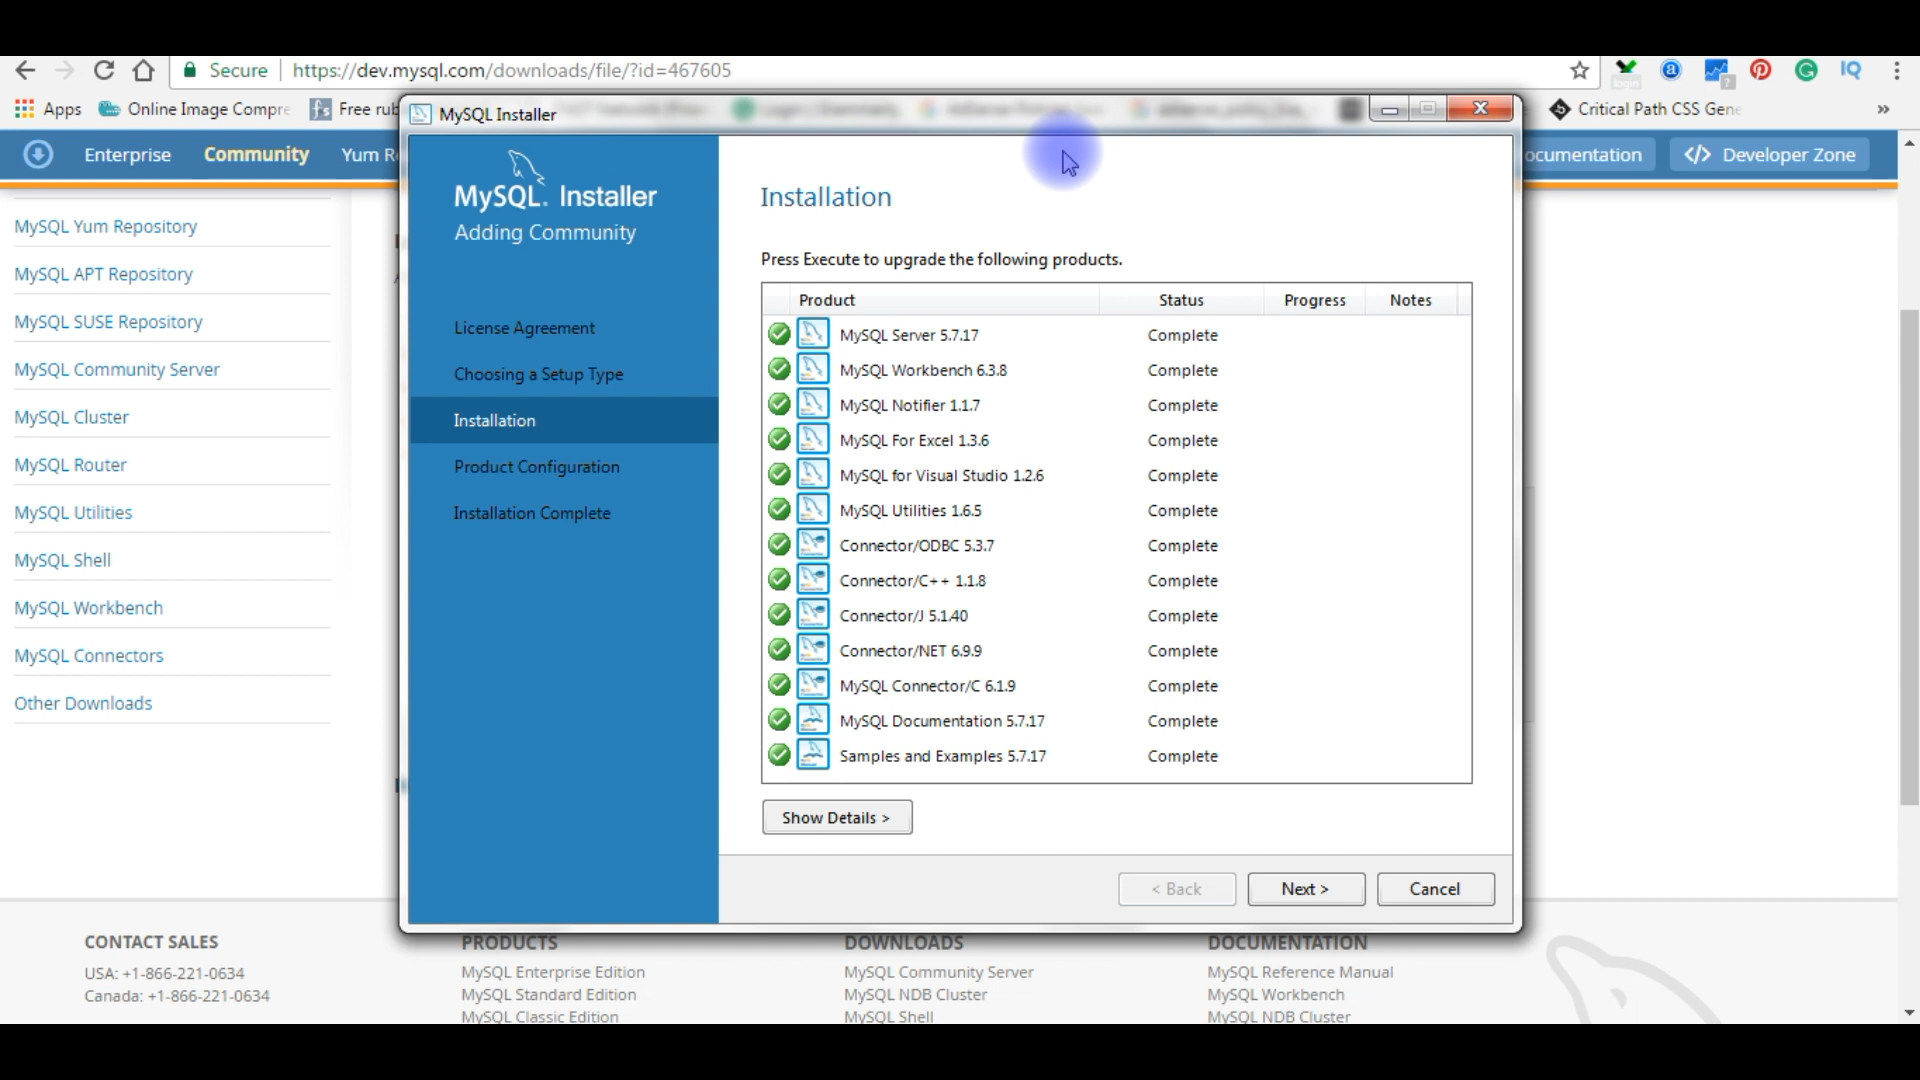 Secure https://dev.mysql.com/downloads/file/?id=467605
Apps Online Image Compre Free rub Critical Path CSS Gene »
MySQL Installer
Enterprise Community Yum R ocumentation </> Developer Zone
MySQL Yum Repository
MySQL APT Repository
MySQL SUSE Repository
MySQL Community Server
MySQL Cluster
MySQL Router
MySQL Utilities
MySQL Shell
MySQL Workbench
MySQL Connectors
Other Downloads
MySQL. Installer
Adding Community
License Agreement
Choosing a Setup Type
Installation
Product Configuration
Installation Complete
Installation
Press Execute to upgrade the following products.
Product Status Progress Notes
MySQL Server 5.7.17 Complete
MySQL Workbench 6.3.8 Complete
MySQL Notifier 1.1.7 Complete
MySQL For Excel 1.3.6 Complete
MySQL for Visual Studio 1.2.6 Complete
MySQL Utilities 1.6.5 Complete
Connector/ODBC 5.3.7 Complete
Connector/C++ 1.1.8 Complete
Connector/J 5.1.40 Complete
Connector/NET 6.9.9 Complete
MySQL Connector/C 6.1.9 Complete
MySQL Documentation 5.7.17 Complete
Samples and Examples 5.7.17 Complete
Show Details >
< Back Next > Cancel
CONTACT SALES
USA: +1-866-221-0634
Canada: +1-866-221-0634
PRODUCTS
MySQL Enterprise Edition
MySQL Standard Edition
MySQL Classic Edition
DOWNLOADS
MySQL Community Server
MySQL NDB Cluster
MySQL Shell
DOCUMENTATION
MySQL Reference Manual
MySQL Workbench
MySQL NDB Cluster